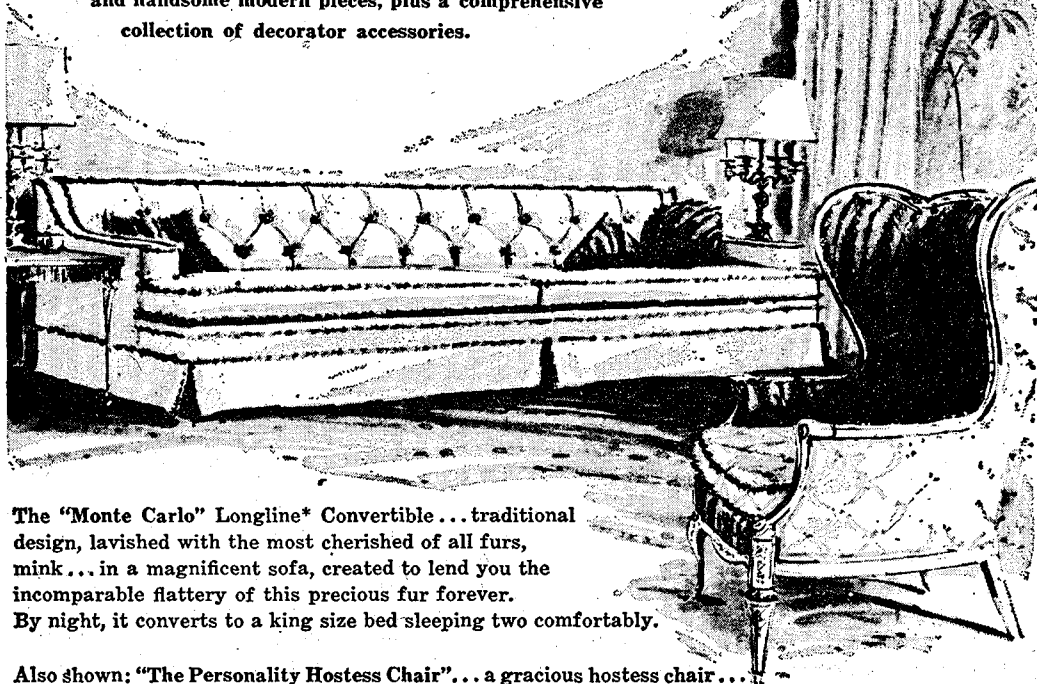 and handsome modern pieces, plus a comprehensive
collection of decorator accessories.
The “Monte Carlo” Longline* Convertible... traditional
design, lavished with the most cherished of all furs,
mink... in a magnificent sofa, created to lend you the
incomparable flattery of this precious fur forever.
By night, it converts to a king size bed sleeping two comfortably.
Also shown: “The Personality Hostess Chair”... a gracious hostess chair...